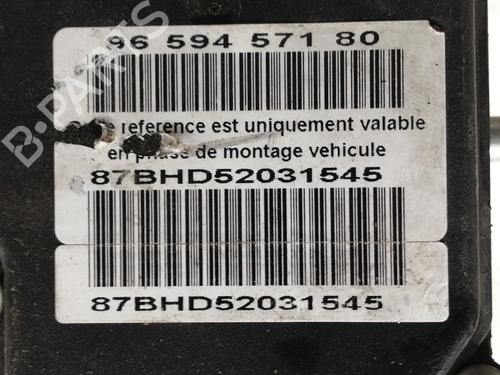 96 594 571 80
reference est uniquement valable
en phase de montage vehicule
87BHD52031545
87BHD52031545
B-PARTS